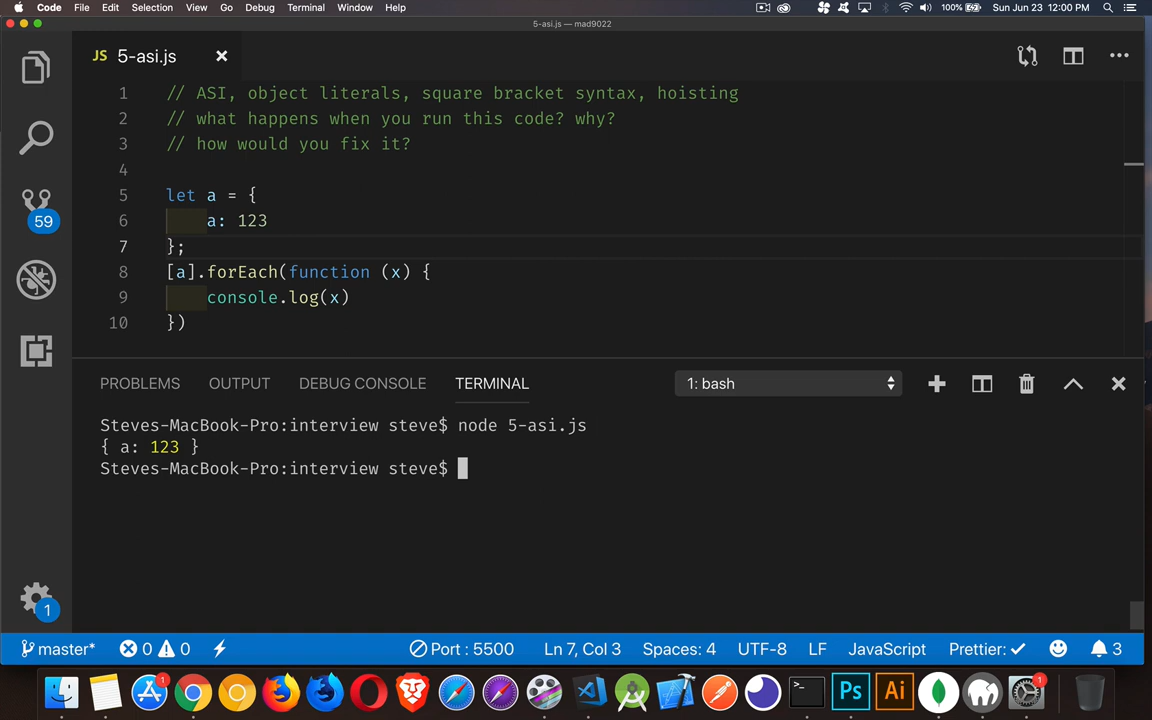 Code File Edit Selection View Go Debug Terminal Window Help 100% Sun Jun 23 12:00 PM
5-asi.js — mad9022
JS 5-asi.js
1 // ASI, object literals, square bracket syntax, hoisting
2 // what happens when you run this code? why?
3 // how would you fix it?
4
5 let a = {
6 a: 123
7 };
8 [a].forEach(function (x) {
9 console.log(x)
10 })
59
PROBLEMS OUTPUT DEBUG CONSOLE TERMINAL 1: bash
Steves-MacBook-Pro:interview steve$ node 5-asi.js
{ a: 123 }
Steves-MacBook-Pro:interview steve$
1
master* 0 0 Port : 5500 Ln 7, Col 3 Spaces: 4 UTF-8 LF JavaScript Prettier: 3
1 >_ Ps Ai 1